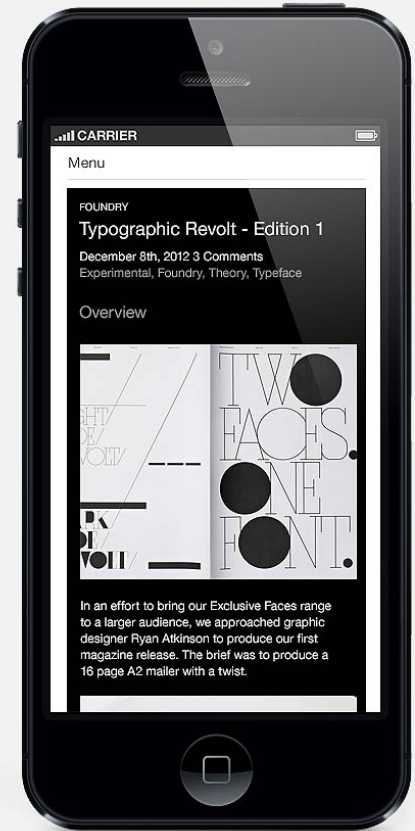 CARRIER
Menu
FOUNDRY
Typographic Revolt - Edition 1
December 8th, 2012 3 Comments
Experimental, Foundry, Theory, Typeface
Overview
TWO
FACES.
ONE
FONT.
In an effort to bring our Exclusive Faces range
to a larger audience, we approached graphic
designer Ryan Atkinson to produce our first
magazine release. The brief was to produce a
16 page A2 mailer with a twist.